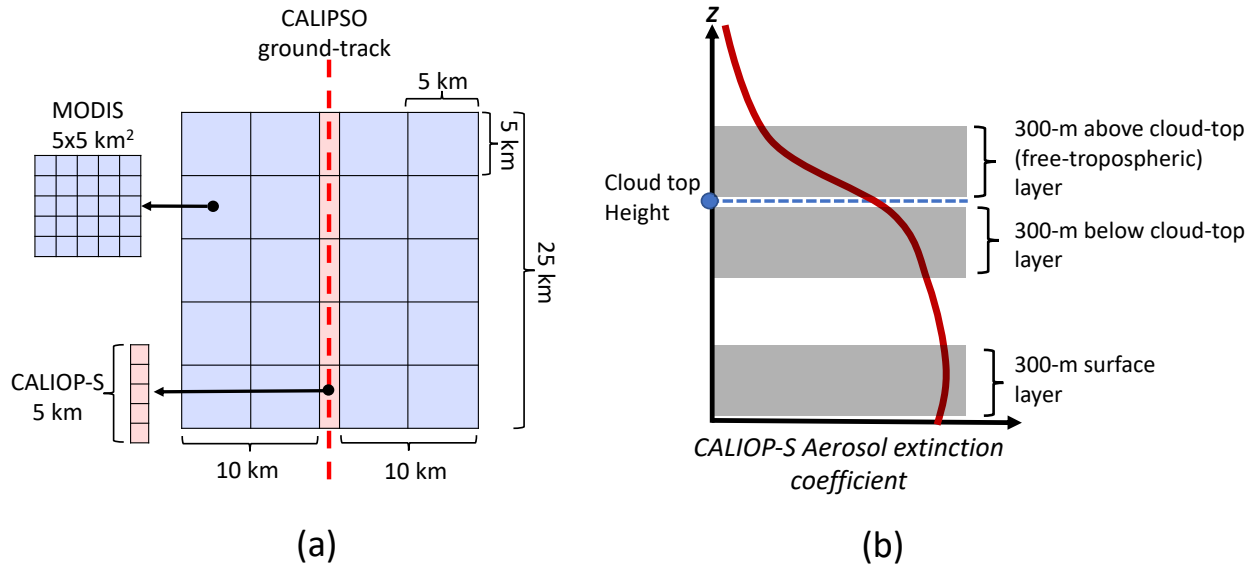 CALIPSO
ground-track
5 km
MODIS
5x5 km²
5 km
25 km
CALIOP-S
5 km
10 km
10 km
(a)
z
300-m above cloud-top
(free-tropospheric)
layer
Cloud top
Height
300-m below cloud-top
layer
300-m surface
layer
CALIOP-S Aerosol extinction
coefficient
(b)